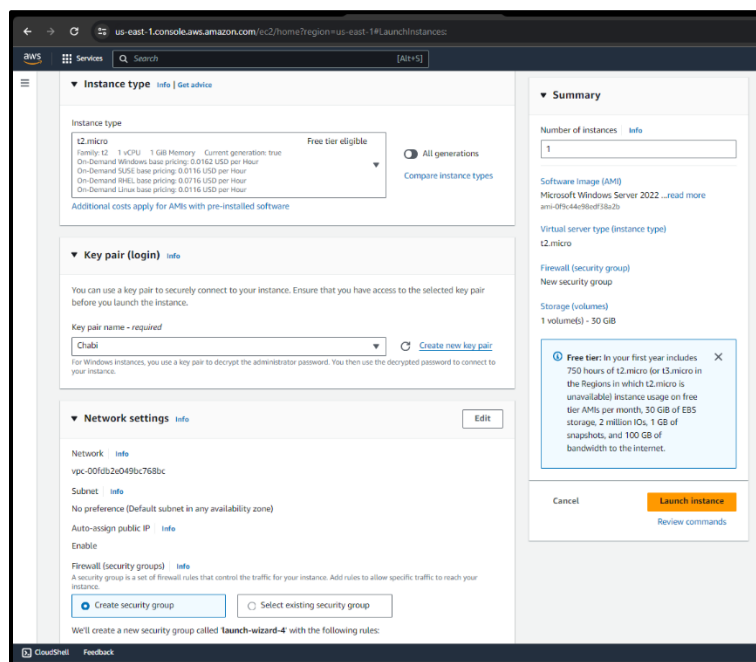 us-east-1.console.aws.amazon.com/ec2/home?region=us-east-1#LaunchInstances:
aws
Services
Search
[Alt+S]
Instance type Info | Get advice
Instance type
t2.micro Free tier eligible
Family: t2 1 vCPU 1 GiB Memory Current generation: true
On-Demand Windows base pricing: 0.0162 USD per Hour
On-Demand SUSE base pricing: 0.0116 USD per Hour
On-Demand RHEL base pricing: 0.0716 USD per Hour
On-Demand Linux base pricing: 0.0116 USD per Hour
All generations
Compare instance types
Additional costs apply for AMIs with pre-installed software
Key pair (login) Info
You can use a key pair to securely connect to your instance. Ensure that you have access to the selected key pair
before you launch the instance.
Key pair name - required
Chabi
Create new key pair
For Windows instances, you use a key pair to decrypt the administrator password. You then use the decrypted password to connect to
your instance.
Network settings Info
Edit
Network Info
vpc-00fdb2e049bc768bc
Subnet Info
No preference (Default subnet in any availability zone)
Auto-assign public IP Info
Enable
Firewall (security groups) Info
A security group is a set of firewall rules that control the traffic for your instance. Add rules to allow specific traffic to reach your
instance.
Create security group
Select existing security group
We'll create a new security group called 'launch-wizard-4' with the following rules:
Summary
Number of instances Info
1
Software Image (AMI)
Microsoft Windows Server 2022 ...read more
ami-0f9c44e98edf38a2b
Virtual server type (instance type)
t2.micro
Firewall (security group)
New security group
Storage (volumes)
1 volume(s) - 30 GiB
Free tier: In your first year includes
750 hours of t2.micro (or t3.micro in
the Regions in which t2.micro is
unavailable) instance usage on free
tier AMIs per month, 30 GiB of EBS
storage, 2 million IOs, 1 GB of
snapshots, and 100 GB of
bandwidth to the internet.
Cancel
Launch instance
Review commands
CloudShell
Feedback